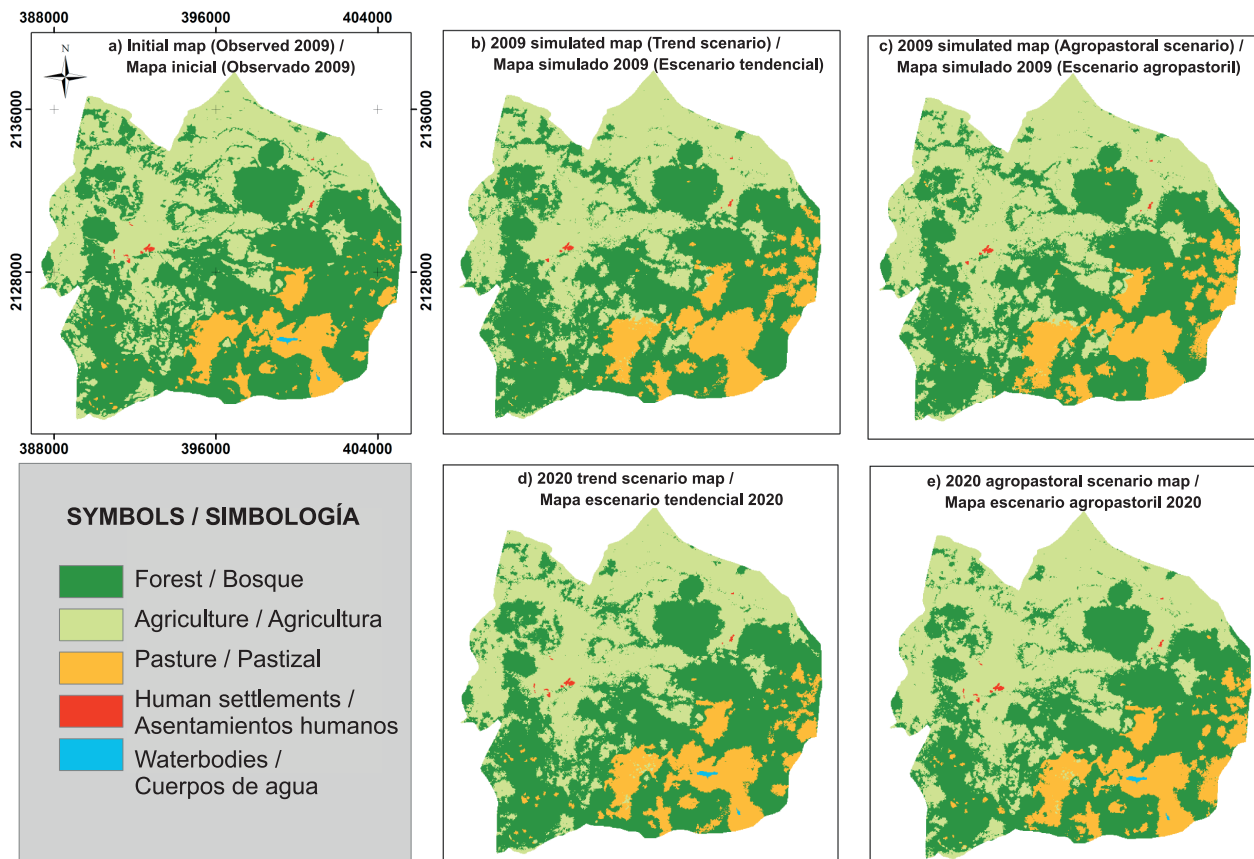 388000
396000
404000
a) Initial map (Observed 2009) /
Mapa inicial (Observado 2009)
N
2136000
2128000
388000
396000
404000
b) 2009 simulated map (Trend scenario) /
Mapa simulado 2009 (Escenario tendencial)
c) 2009 simulated map (Agropastoral scenario) /
Mapa simulado 2009 (Escenario agropastoril)
SYMBOLS / SIMBOLOGÍA
Forest / Bosque
Agriculture / Agricultura
Pasture / Pastizal
Human settlements /
Asentamientos humanos
Waterbodies /
Cuerpos de agua
d) 2020 trend scenario map /
Mapa escenario tendencial 2020
e) 2020 agropastoral scenario map /
Mapa escenario agropastoril 2020